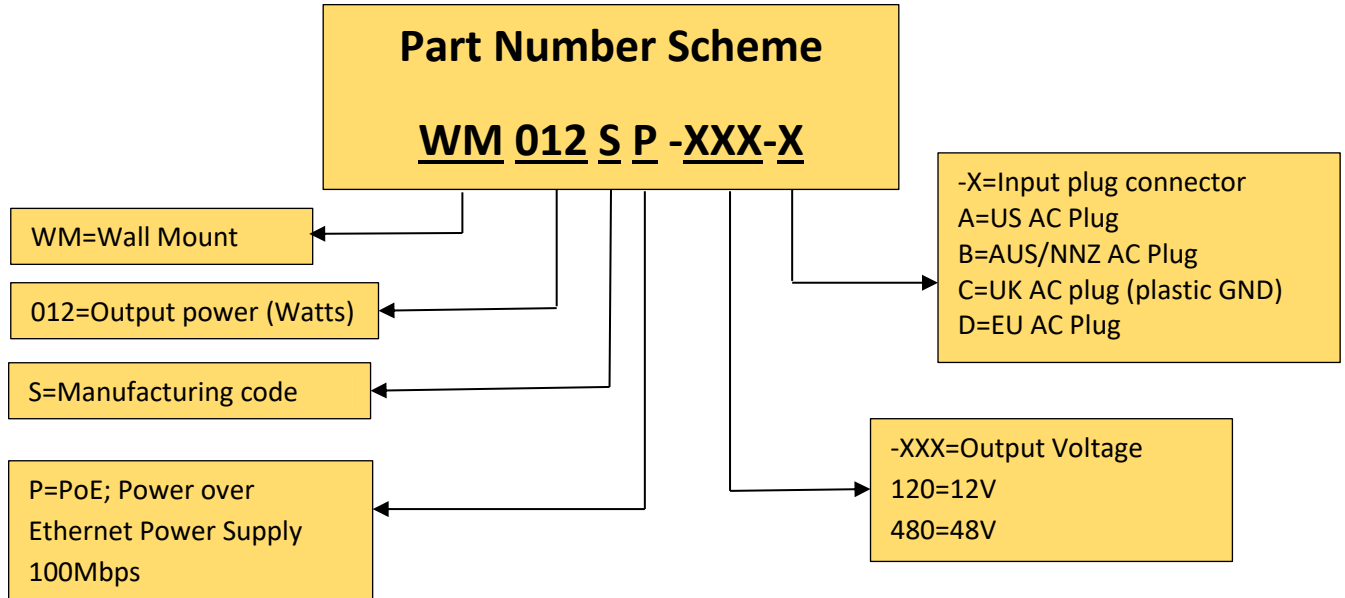 Part Number Scheme
WM 012 S P -XXX-X
WM=Wall Mount
012=Output power (Watts)
S=Manufacturing code
P=PoE; Power over
Ethernet Power Supply
100Mbps
-X=Input plug connector
A=US AC Plug
B=AUS/NNZ AC Plug
C=UK AC plug (plastic GND)
D=EU AC Plug
-XXX=Output Voltage
120=12V
480=48V